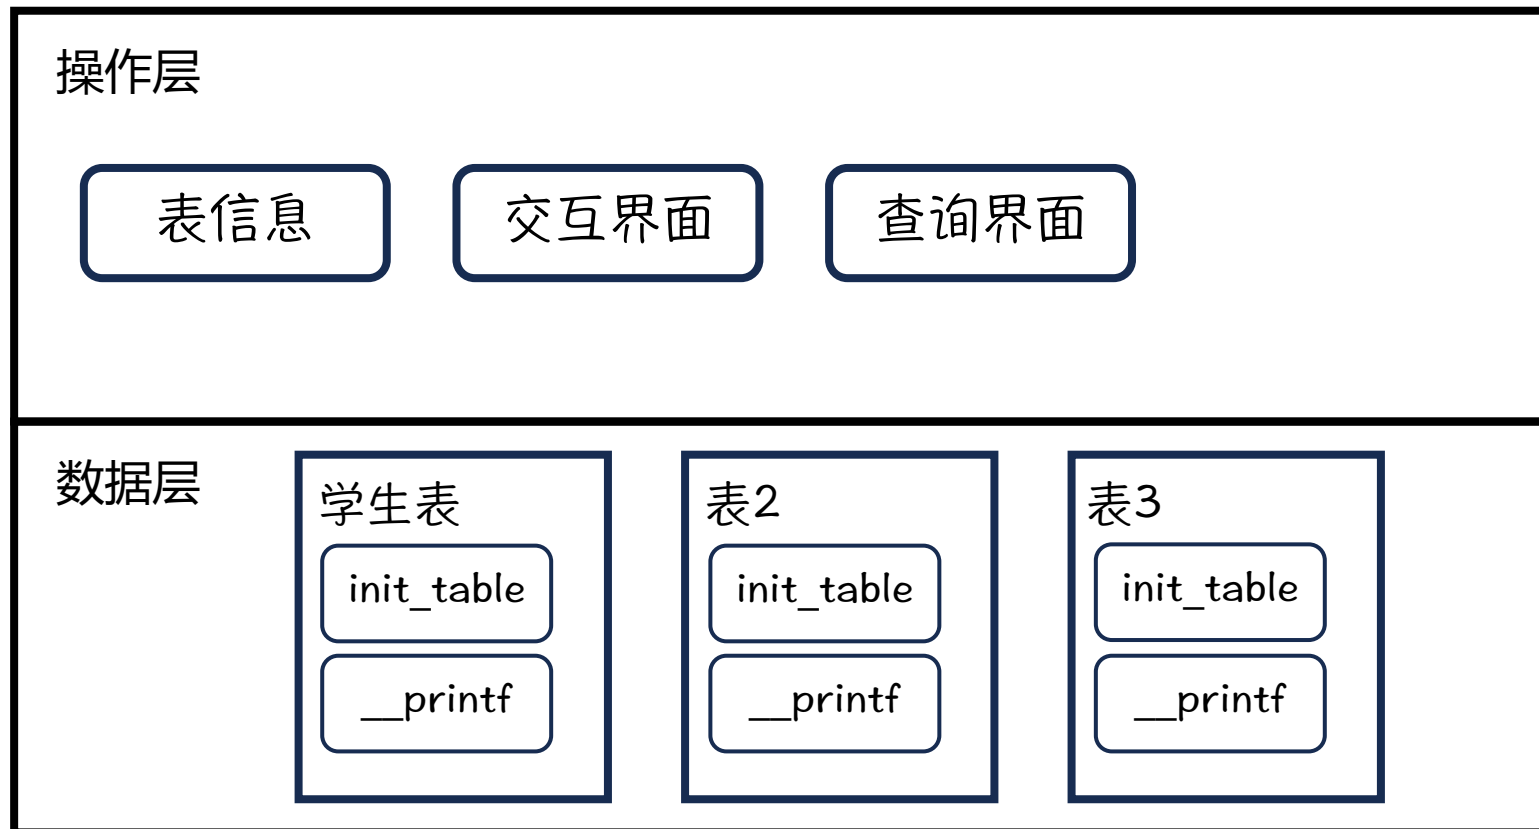 操作层
表信息
交互界面
查询界面
数据层
学生表
init_table
__printf
表2
init_table
__printf
表3
init_table
__printf